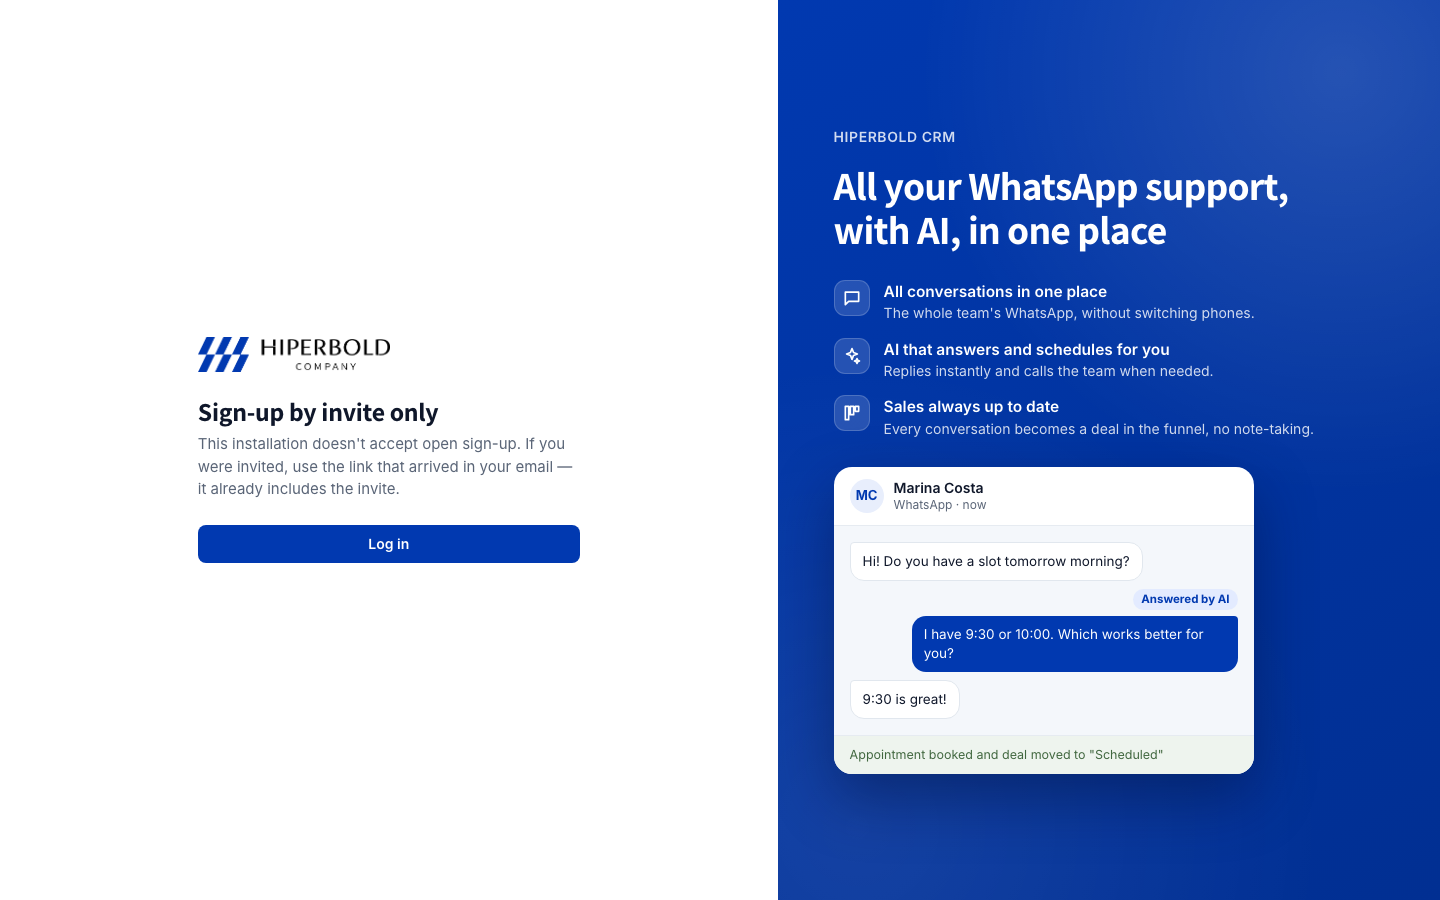 HIPERBOLD
COMPANY
Sign-up by invite only
This installation doesn't accept open sign-up. If you
were invited, use the link that arrived in your email —
it already includes the invite.
Log in
HIPERBOLD CRM
All your WhatsApp support,
with AI, in one place
All conversations in one place
The whole team's WhatsApp, without switching phones.
AI that answers and schedules for you
Replies instantly and calls the team when needed.
Sales always up to date
Every conversation becomes a deal in the funnel, no note-taking.
MC
Marina Costa
WhatsApp · now
Hi! Do you have a slot tomorrow morning?
Answered by AI
I have 9:30 or 10:00. Which works better for
you?
9:30 is great!
Appointment booked and deal moved to "Scheduled"